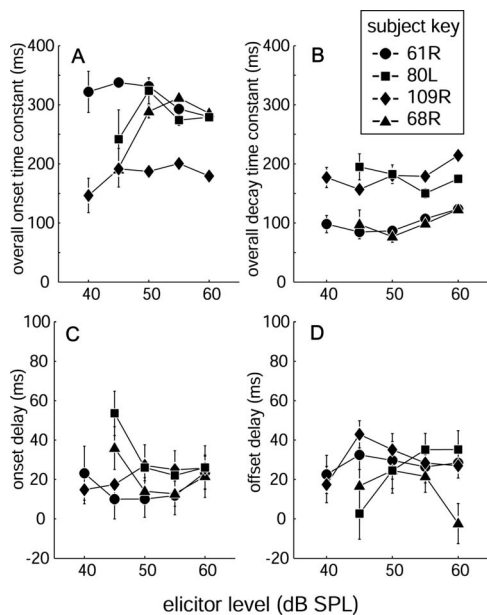 subject key
61R
80L
109R
68R
A
overall onset time constant (ms)
400
300
200
100
0
40 50 60
B
overall decay time constant (ms)
400
300
200
100
0
40 50 60
C
onset delay (ms)
100
80
60
40
20
0
-20
40 50 60
D
offset delay (ms)
100
80
60
40
20
0
-20
40 50 60
elicitor level (dB SPL)